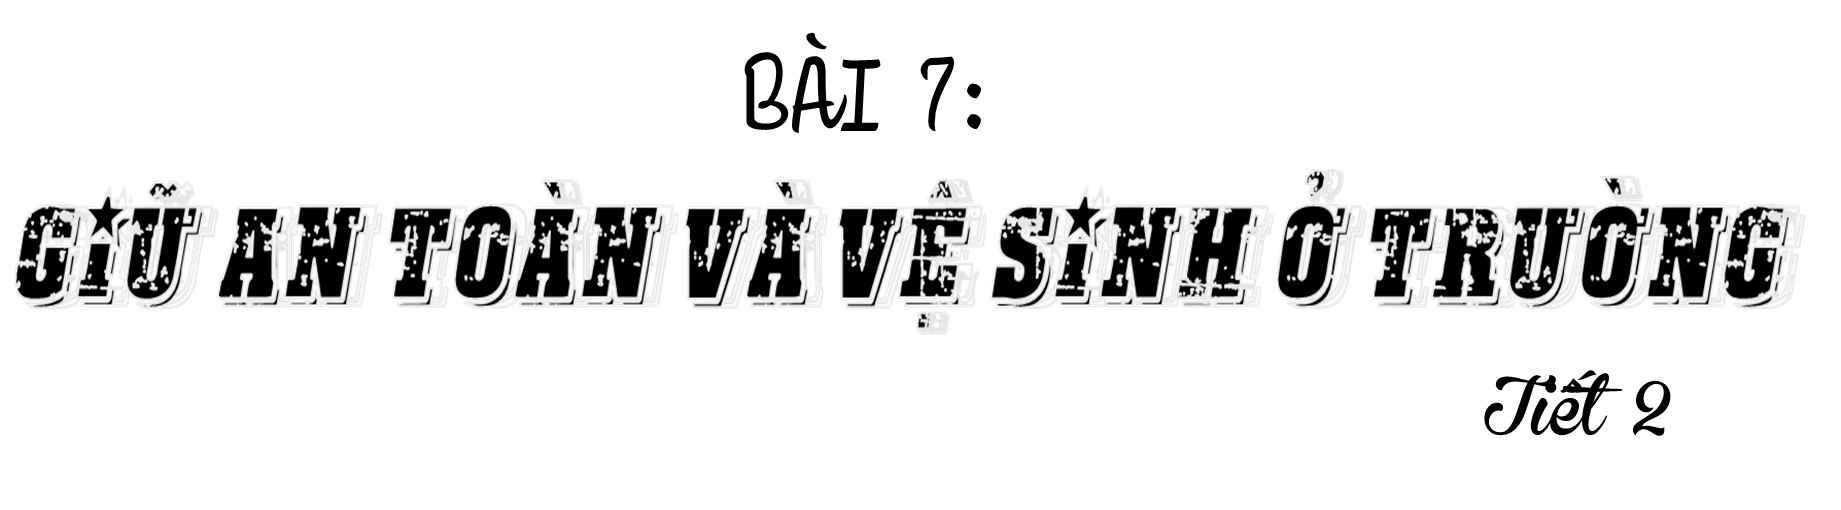 BÀI 7:
GIỮ AN TOÀN VÀ VỆ SINH Ở TRƯỜNG
Tiết 2